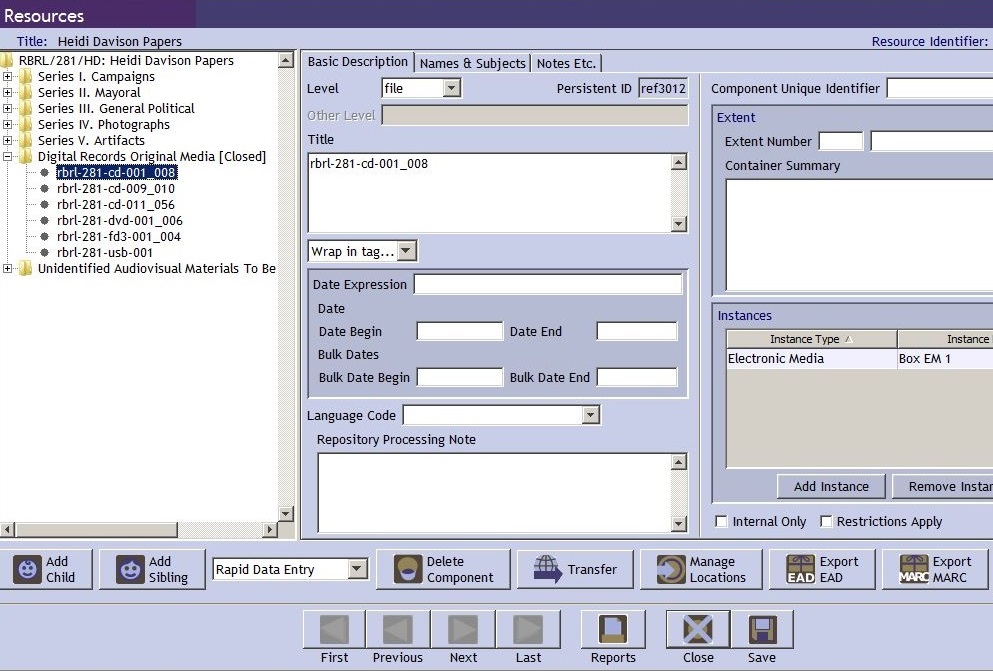 Resources
Title: Heidi Davison Papers
Resource Identifier:
RBRL/281/HD: Heidi Davison Papers
Series I. Campaigns
Series II. Mayoral
Series III. General Political
Series IV. Photographs
Series V. Artifacts
Digital Records Original Media [Closed]
rbrl-281-cd-001_008
rbrl-281-cd-009_010
rbrl-281-cd-011_056
rbrl-281-dvd-001_006
rbrl-281-fd3-001_004
rbrl-281-usb-001
Unidentified Audiovisual Materials To Be
Basic Description Names & Subjects Notes Etc.
Level file Persistent ID ref3012
Other Level
Title
rbrl-281-cd-001_008
Wrap in tag...
Date Expression
Date
Date Begin Date End
Bulk Dates
Bulk Date Begin Bulk Date End
Language Code
Repository Processing Note
Component Unique Identifier
Extent
Extent Number
Container Summary
Instances
Instance Type Instance
Electronic Media Box EM 1
Add Instance Remove Instan
Internal Only Restrictions Apply
Add Child
Add Sibling
Rapid Data Entry
Delete Component
Transfer
Manage Locations
EAD Export EAD
MARC Export MARC
First Previous Next Last Reports Close Save